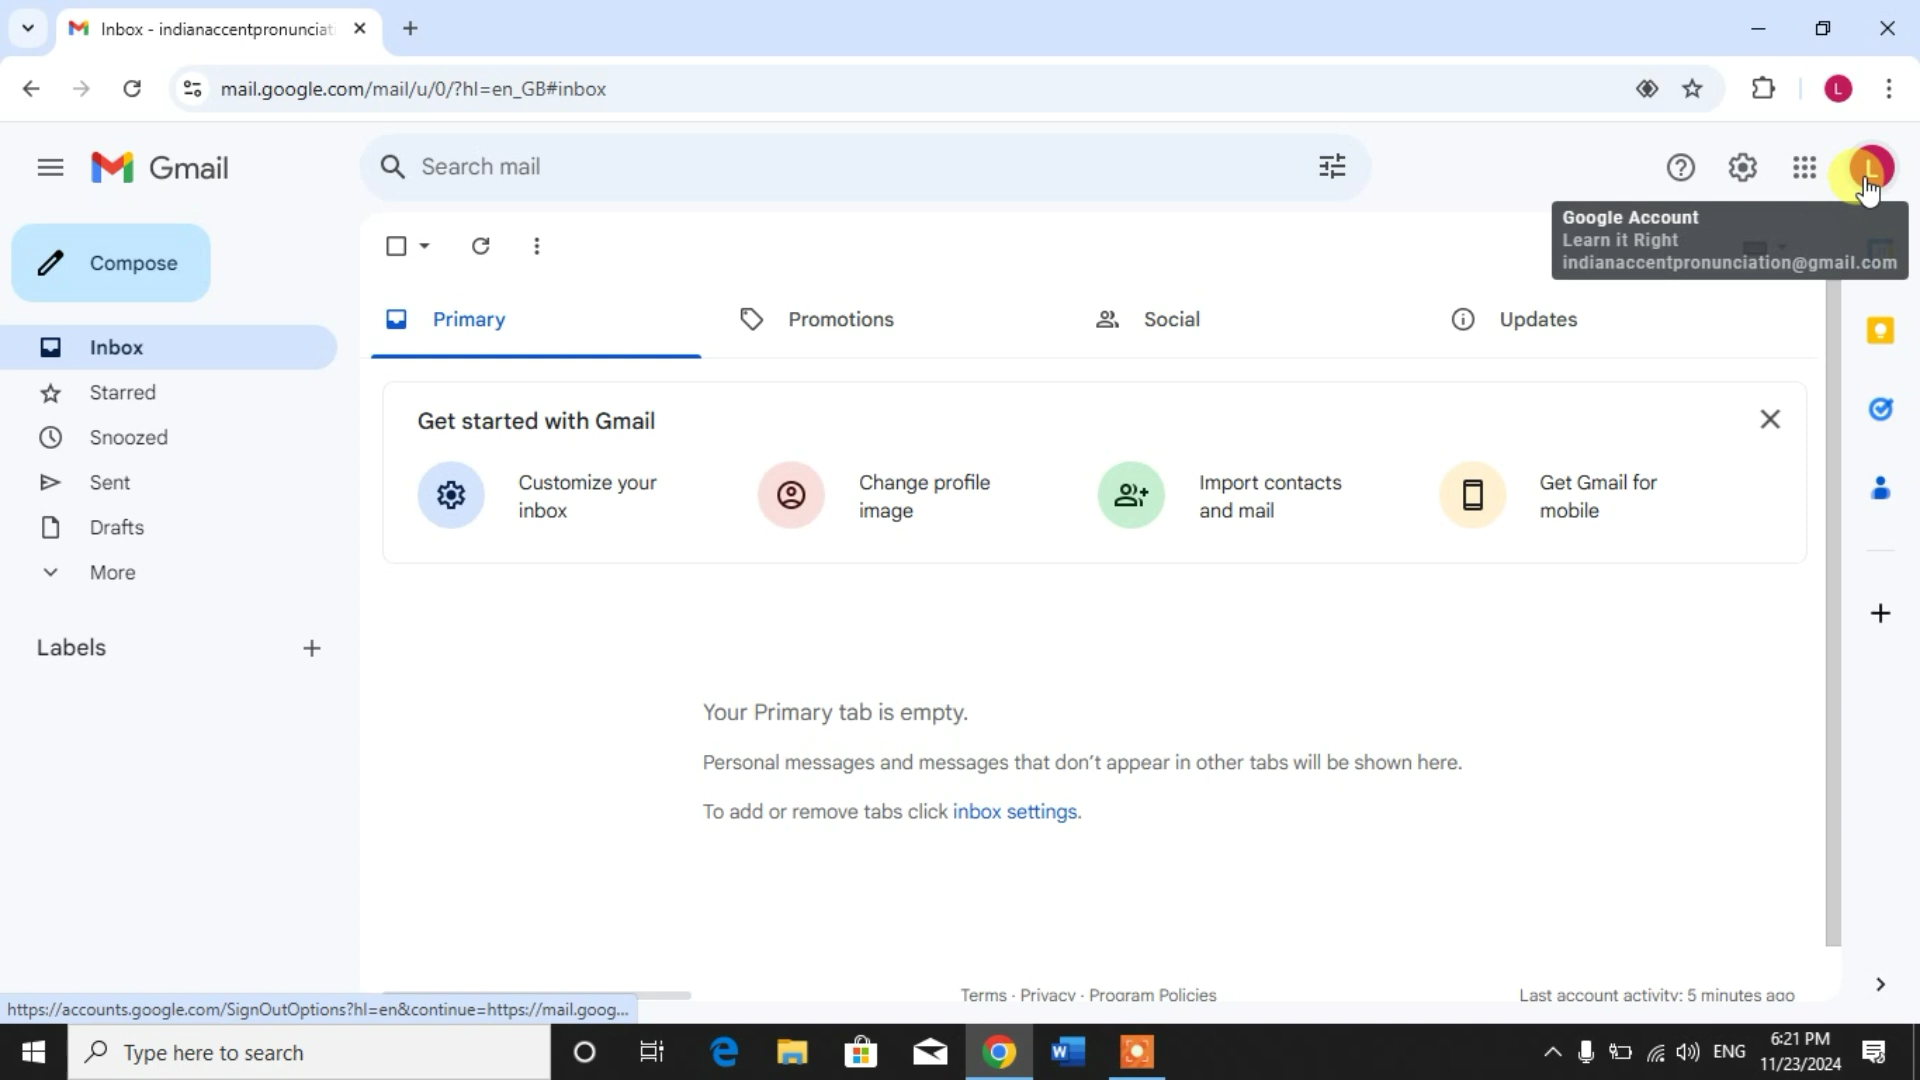 Inbox - indianaccentpronunciat
mail.google.com/mail/u/0/?hl=en_GB#inbox
L
Gmail
Search mail
L
Google Account
Learn it Right
indianaccentpronunciation@gmail.com
Compose
Inbox
Starred
Snoozed
Sent
Drafts
More
Labels
Primary
Promotions
Social
Updates
Get started with Gmail
Customize your
inbox
Change profile
image
Import contacts
and mail
Get Gmail for
mobile
Your Primary tab is empty.
Personal messages and messages that don’t appear in other tabs will be shown here.
To add or remove tabs click inbox settings.
Terms · Privacy · Program Policies
Last account activity: 5 minutes ago
https://accounts.google.com/SignOutOptions?hl=en&continue=https://mail.goog...
Type here to search
W
ENG
6:21 PM
11/23/2024